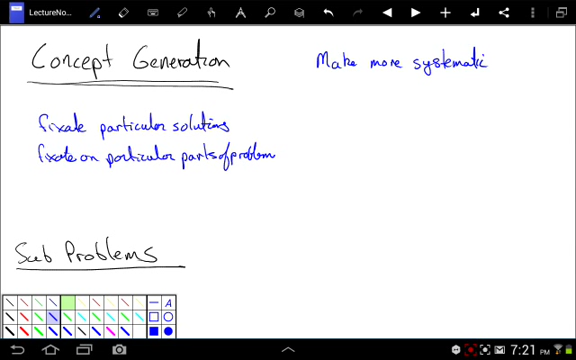 LectureNo
Concept Generation
Make more systematic
fixate particular solutions
fixate on particular parts of problem
Sub Problems
A
7:21 PM